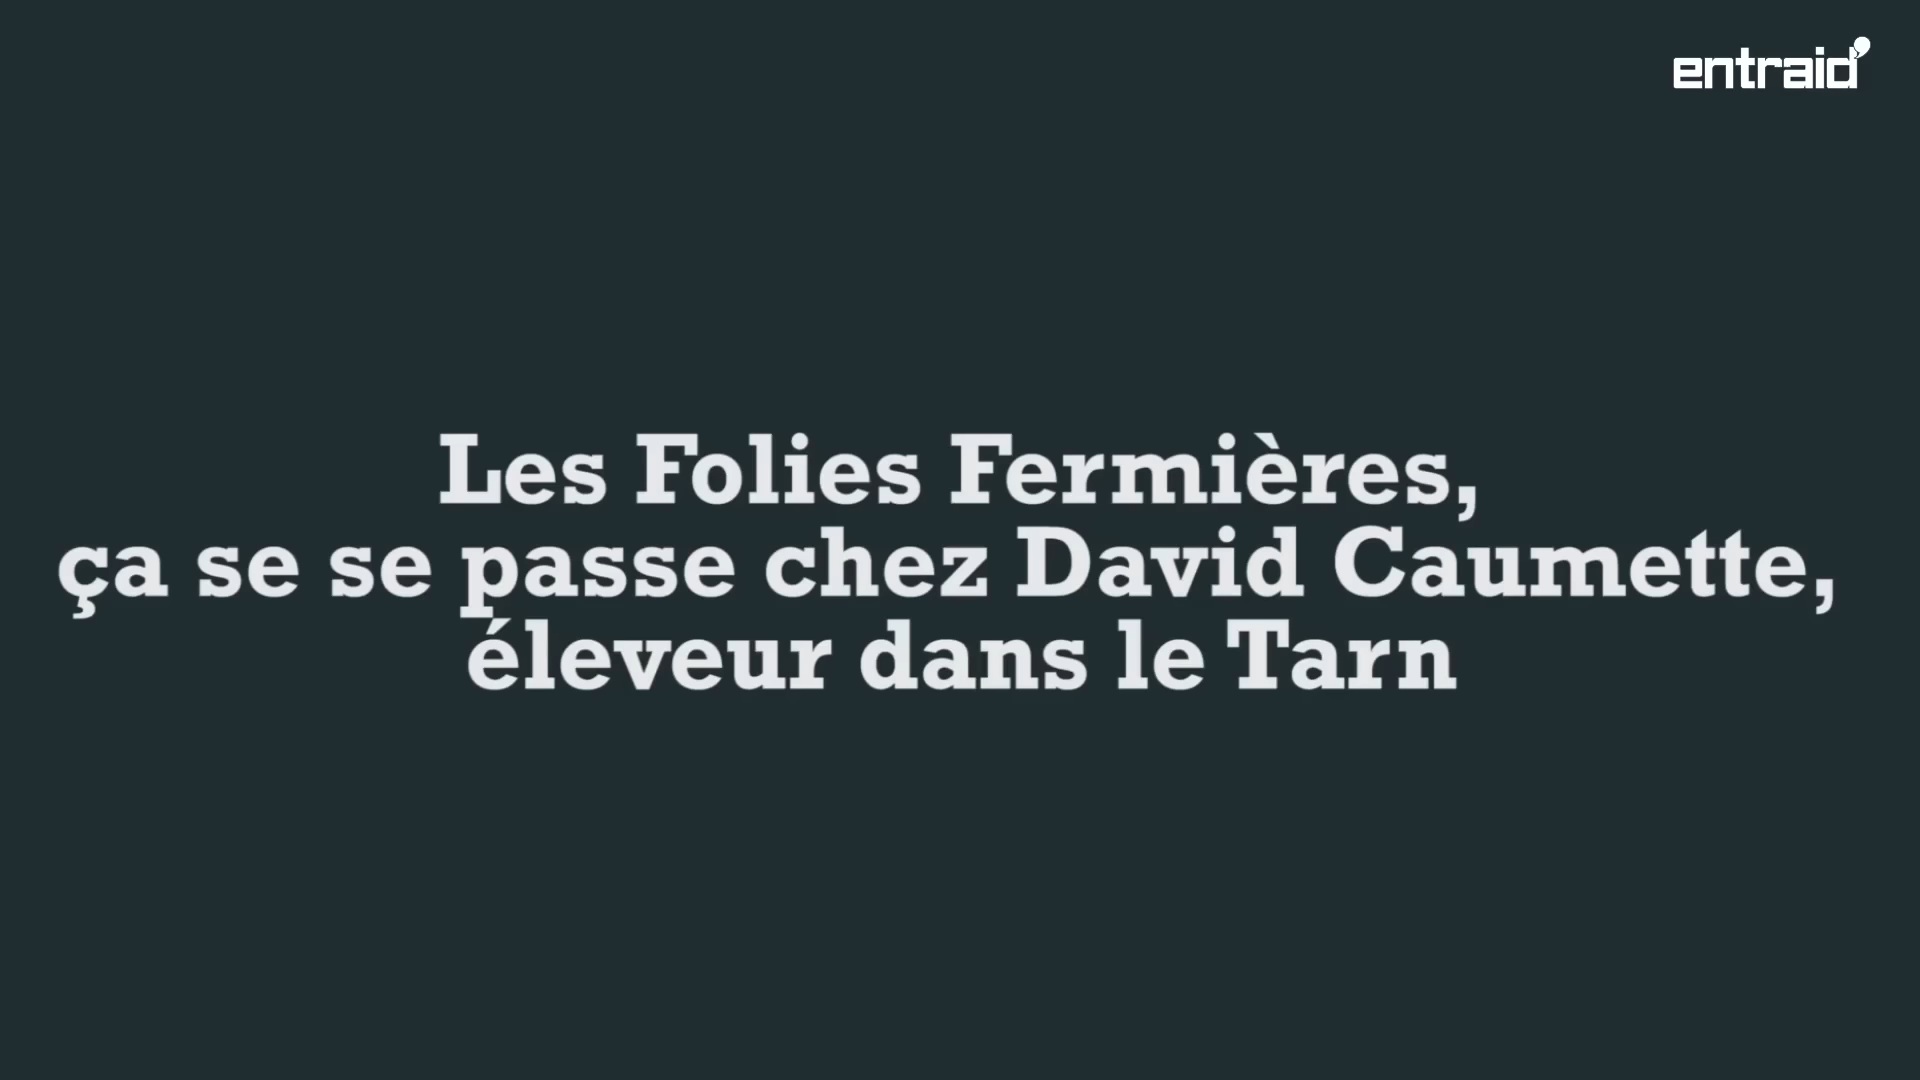 entraid'
Les Folies Fermières,
ça se se passe chez David Caumette,
éleveur dans le Tarn